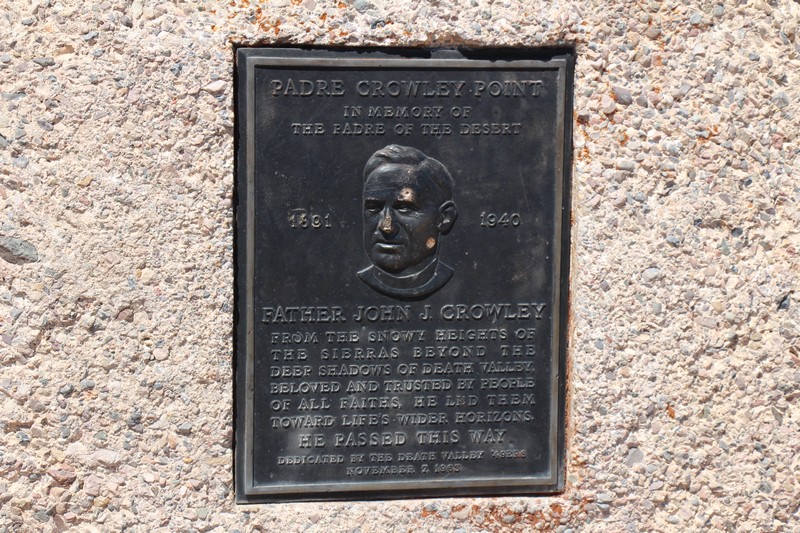 PADRE CROWLEY POINT
IN MEMORY OF
THE PADRE OF THE DESERT
1891 1940
FATHER JOHN J. CROWLEY
FROM THE SNOWY HEIGHTS OF
THE SIERRAS BEYOND THE
DEEP SHADOWS OF DEATH VALLEY,
BELOVED AND TRUSTED BY PEOPLE
OF ALL FAITHS, HE LED THEM
TOWARD LIFE'S WIDER HORIZONS.
HE PASSED THIS WAY.
DEDICATED BY THE DEATH VALLEY '49ERS
NOVEMBER 7, 1963